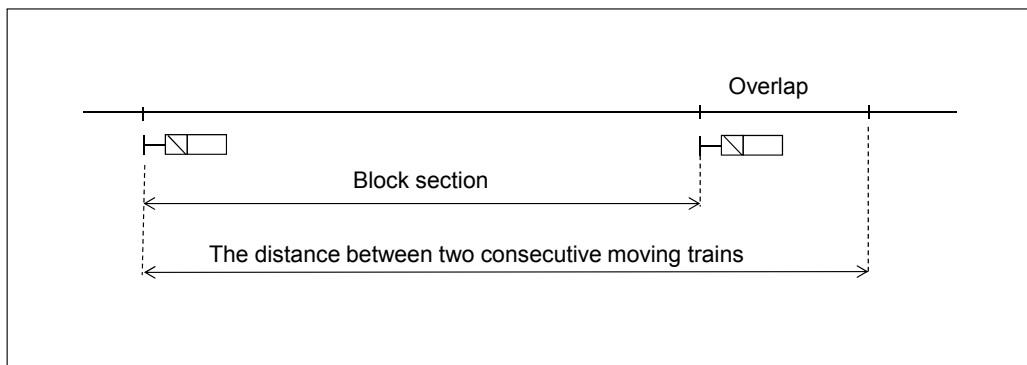 Overlap
Block section
The distance between two consecutive moving trains